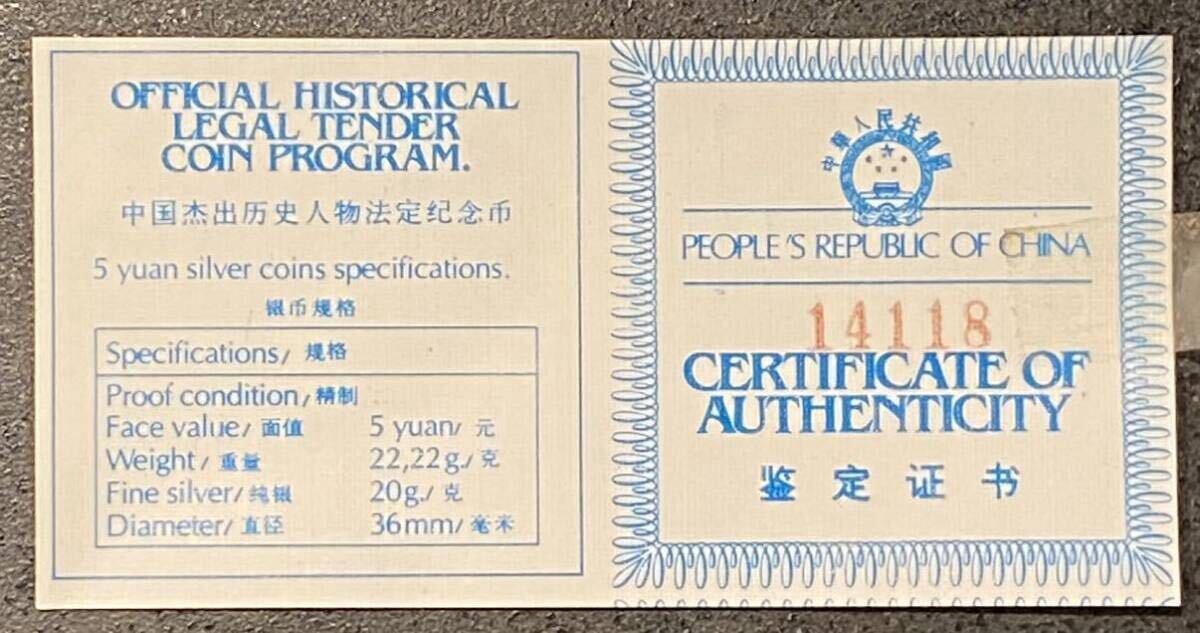 OFFICIAL HISTORICAL
LEGAL TENDER
COIN PROGRAM.
中国杰出历史人物法定纪念币
5 yuan silver coins specifications.
银币规格
Specifications/ 规格
Proof condition/精制
Face value/ 面值 5 yuan/ 元
Weight/ 重量 22,22g./ 克
Fine silver/ 纯银 20g./ 克
Diameter/ 直径 36mm/ 毫米
中华人民共和国
PEOPLE'S REPUBLIC OF CHINA
14118
CERTIFICATE OF
AUTHENTICITY
鉴定证书